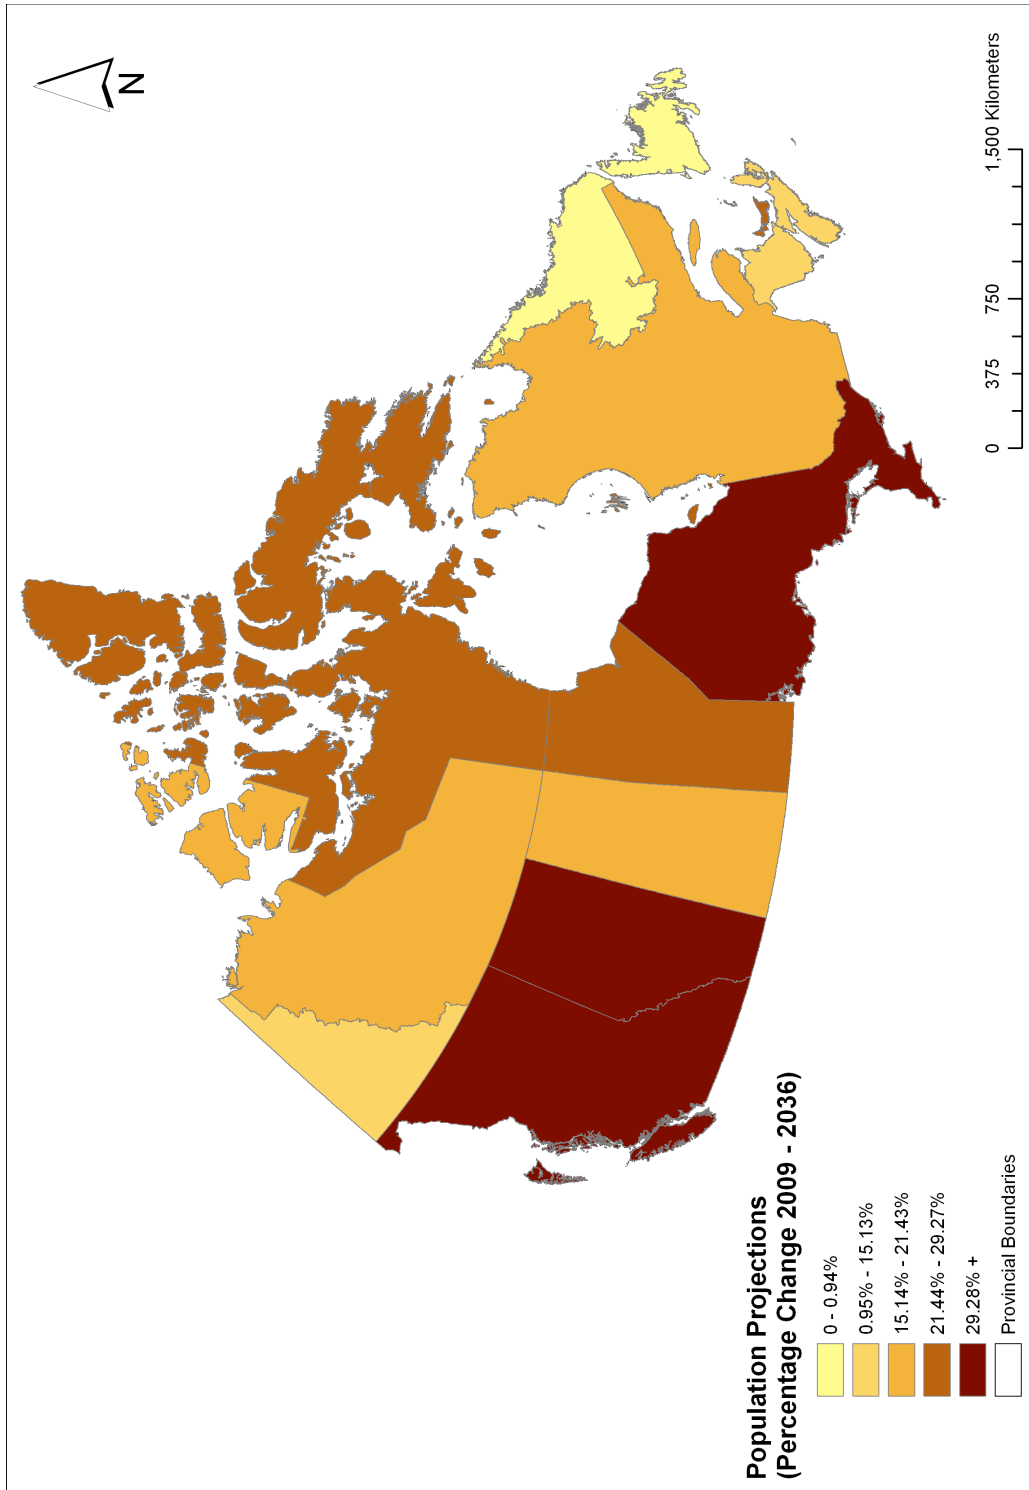 N
Population Projections
(Percentage Change 2009 - 2036)
0 - 0.94%
0.95% - 15.13%
15.14% - 21.43%
21.44% - 29.27%
29.28% +
Provincial Boundaries
0 375 750 1,500 Kilometers